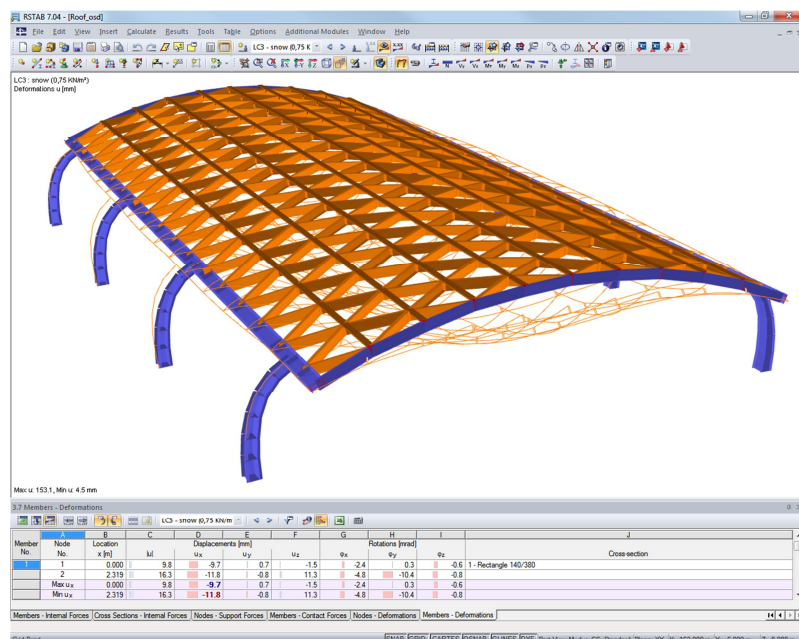 RSTAB 7.04 - [Roof_osd]
File Edit View Insert Calculate Results Tools Table Options Additional Modules Window Help
LC3 - snow (0,75 K
LC3 : snow (0,75 KN/m²)
Deformations u [mm]
Max u: 153.1, Min u: 4.5 mm
3.7 Members - Deformations
LC3 - snow (0,75 KN/m
A B C D E F G H I J
Member Node Location Displacements [mm] Rotations [mrad]
No. No. x [m] |u| ux uy uz φx φy φz Cross-section
1 1 0.000 9.8 -9.7 0.7 -1.5 -2.4 0.3 -0.6 1 - Rectangle 140/380
2 2.319 16.3 -11.8 -0.8 11.3 -4.8 -10.4 -0.8
Max ux 0.000 9.8 -9.7 0.7 -1.5 -2.4 0.3 -0.6
Min ux 2.319 16.3 -11.8 -0.8 11.3 -4.8 -10.4 -0.8
Members - Internal Forces Cross Sections - Internal Forces Nodes - Support Forces Members - Contact Forces Nodes - Deformations Members - Deformations